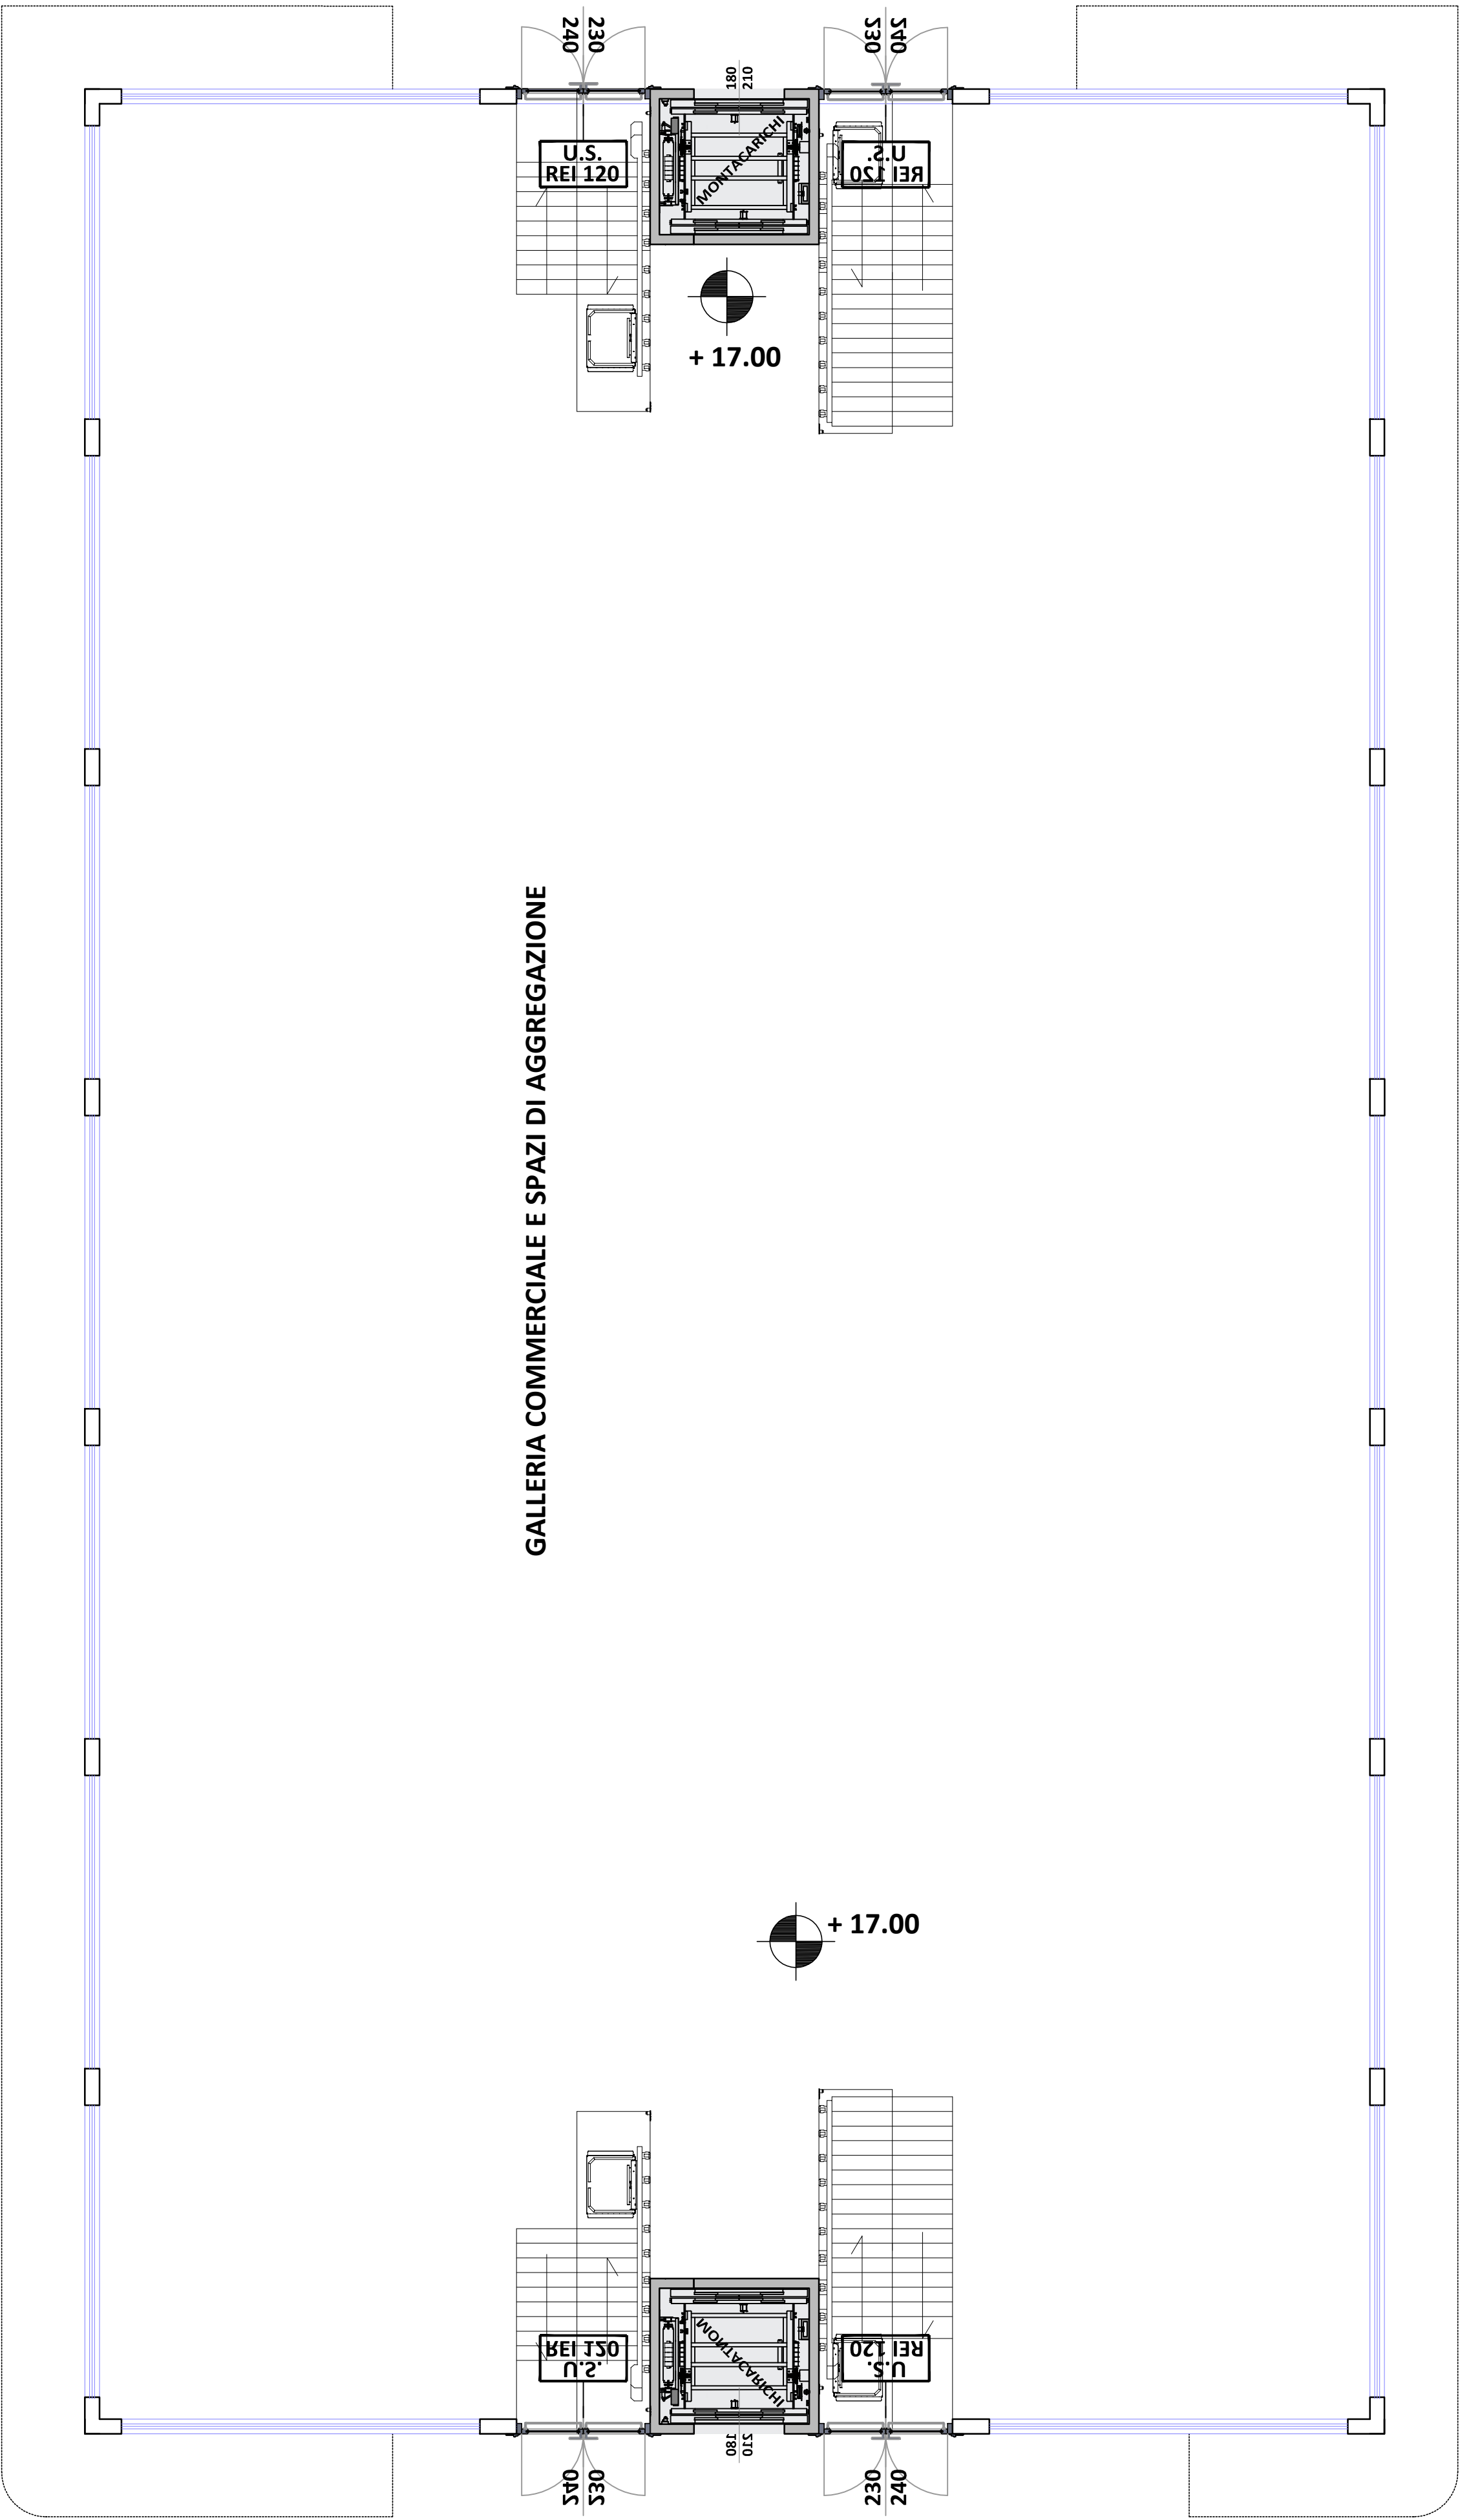 240
230
180
210
230
240
U.S.
REI 120
MONTACARICHI
U.S.
REI 120
+ 17.00
GALLERIA COMMERCIALE E SPAZI DI AGGREGAZIONE
+ 17.00
REI 120
U.S.
MONTACARICHI
REI 120
U.S.
240
230
180
210
230
240